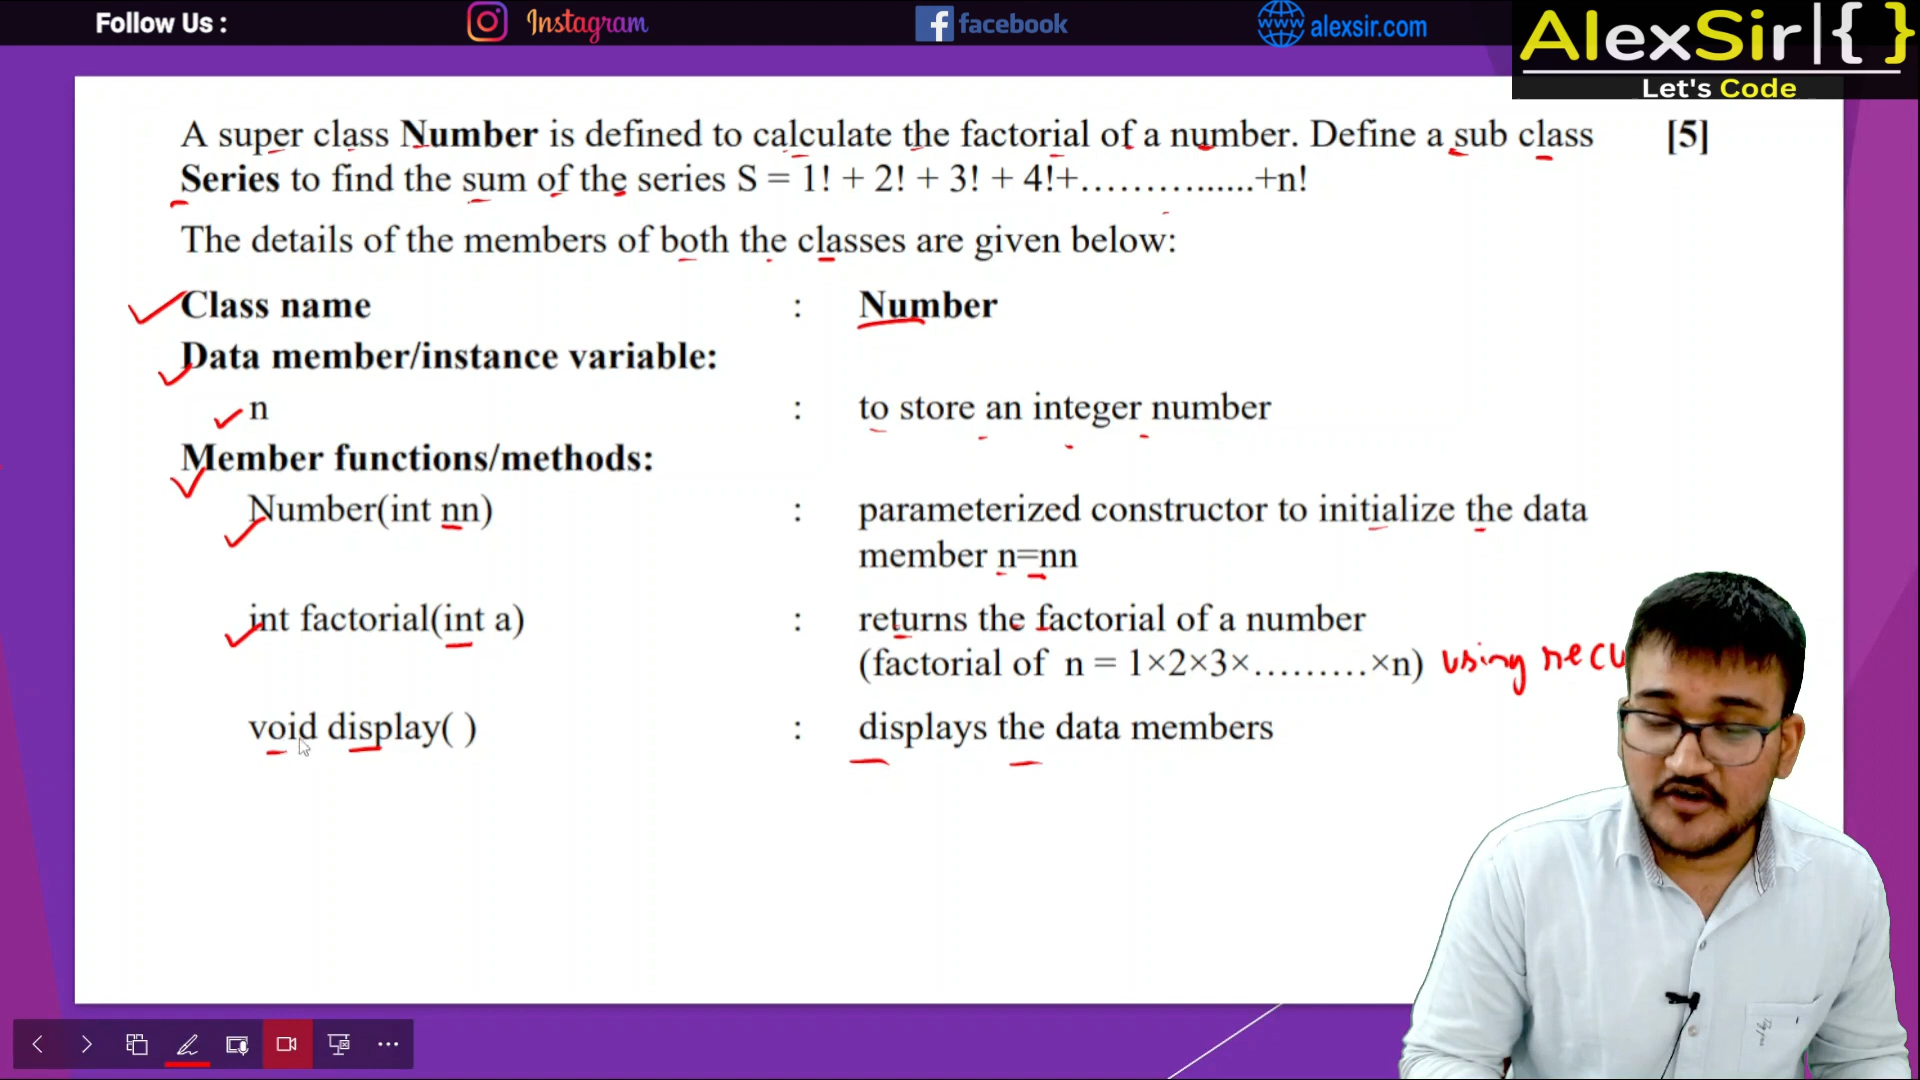 Follow Us :
Instagram
facebook
www alexsir.com
AlexSir|{ }
Let's Code
A super class Number is defined to calculate the factorial of a number. Define a sub class [5]
Series to find the sum of the series S = 1! + 2! + 3! + 4!+................+n!
The details of the members of both the classes are given below:
Class name : Number
Data member/instance variable:
n : to store an integer number
Member functions/methods:
Number(int nn) : parameterized constructor to initialize the data
member n=nn
int factorial(int a) : returns the factorial of a number
(factorial of n = 1×2×3×.........×n) using
void display( ) : displays the data members